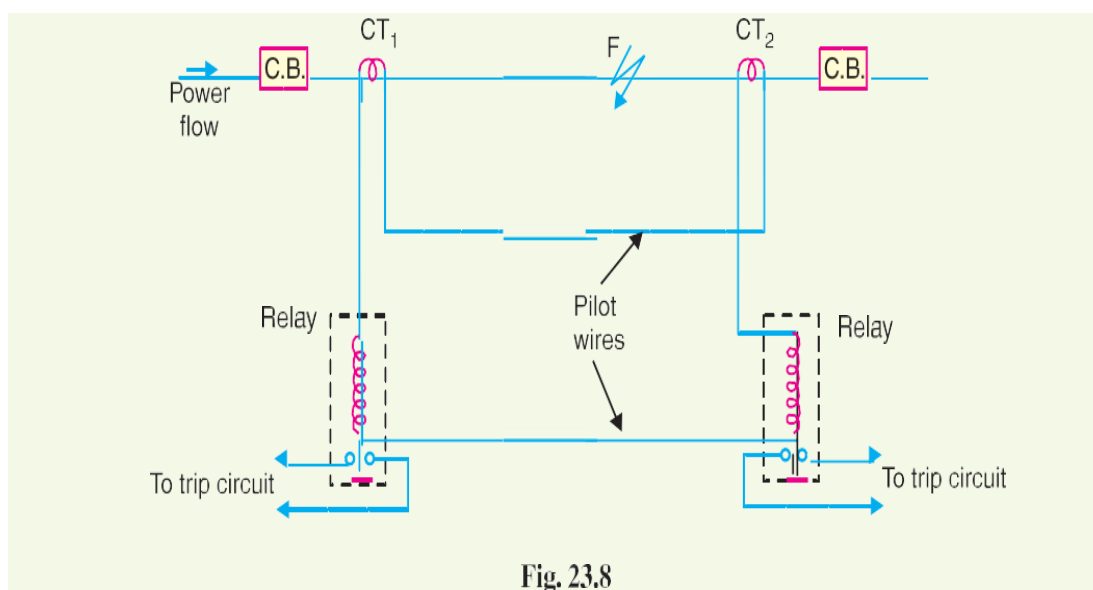 CT₁
CT₂
F
C.B.
C.B.
Power
flow
Pilot
wires
Relay
Relay
To trip circuit
To trip circuit
Fig. 23.8